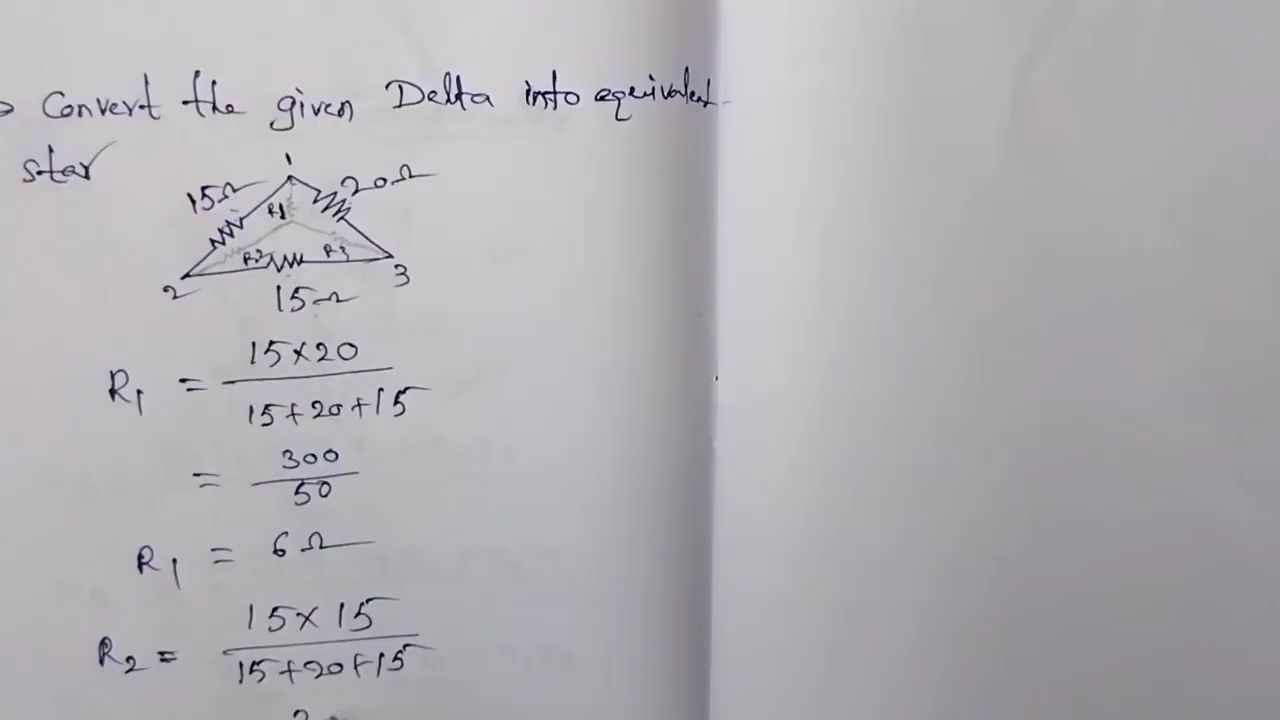 Convert the given Delta into equivalent
star
1
15Ω 20Ω
R1
R2 R3
2 3
15Ω
R1 = 15×20
15+20+15
= 300
50
R1 = 6Ω
R2 = 15×15
15+20+15